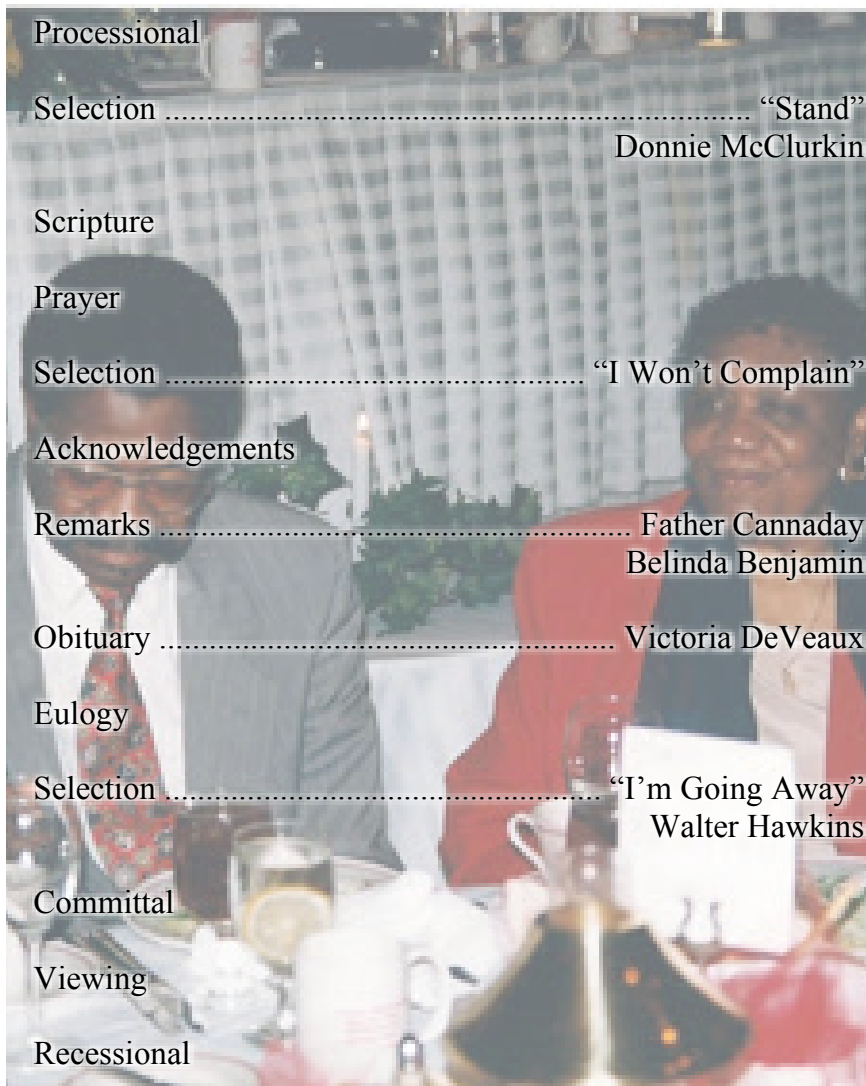 Processional
Selection ........................................................................ “Stand”
Donnie McClurkin
Scripture
Prayer
Selection ................................................... “I Won’t Complain”
Acknowledgements
Remarks .......................................................... Father Cannaday
Belinda Benjamin
Obituary ........................................................ Victoria DeVeaux
Eulogy
Selection ..................................................... “I’m Going Away”
Walter Hawkins
Committal
Viewing
Recessional